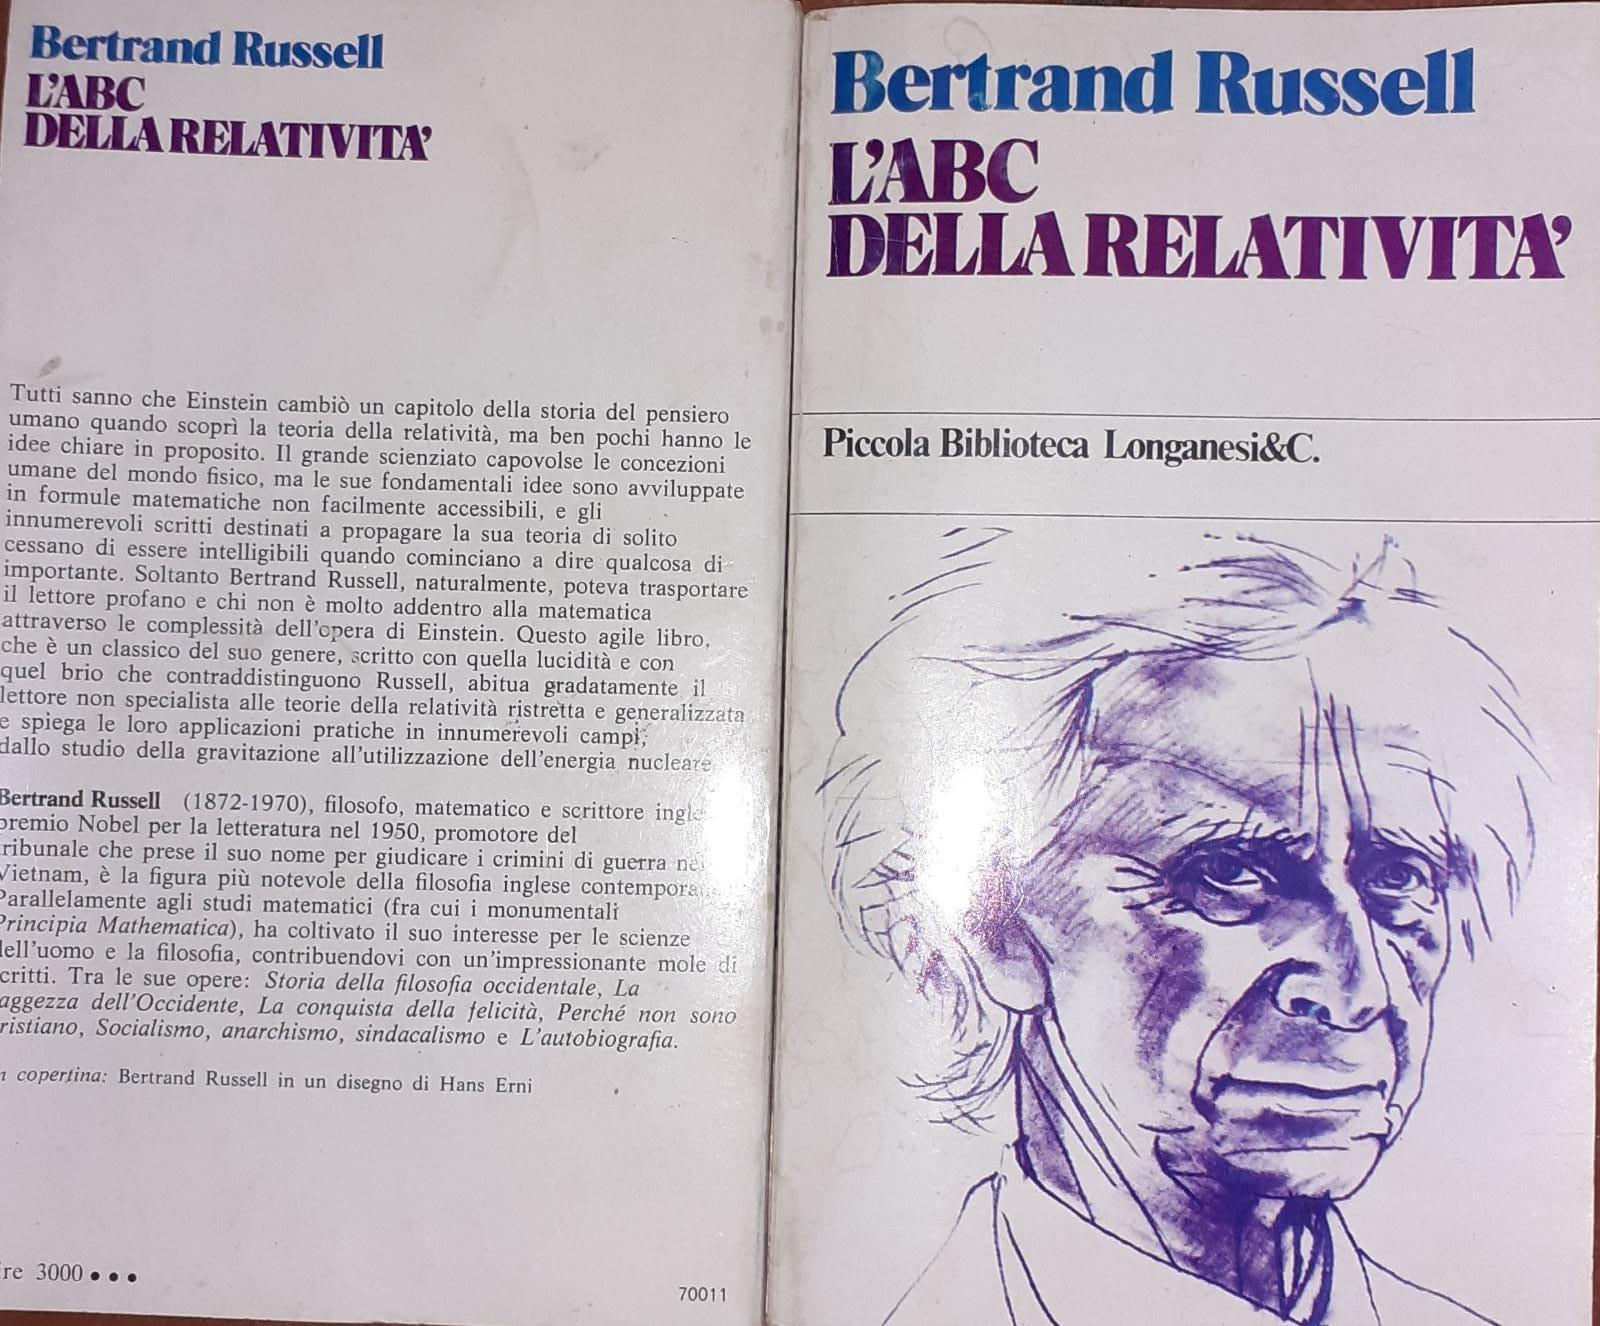 Bertrand Russell
L'ABC
DELLA RELATIVITA'
Tutti sanno che Einstein cambiò un capitolo della storia del pensiero
umano quando scoprì la teoria della relatività, ma ben pochi hanno le
idee chiare in proposito. Il grande scienziato capovolse le concezioni
umane del mondo fisico, ma le sue fondamentali idee sono avviluppate
in formule matematiche non facilmente accessibili, e gli
innumerevoli scritti destinati a propagare la sua teoria di solito
cessano di essere intelligibili quando cominciano a dire qualcosa di
importante. Soltanto Bertrand Russell, naturalmente, poteva trasportare
il lettore profano e chi non è molto addentro alla matematica
attraverso le complessità dell'opera di Einstein. Questo agile libro,
che è un classico del suo genere, scritto con quella lucidità e con
quel brio che contraddistinguono Russell, abitua gradatamente il
lettore non specialista alle teorie della relatività ristretta e generalizzata
e spiega le loro applicazioni pratiche in innumerevoli campi,
dallo studio della gravitazione all'utilizzazione dell'energia nucleare
Bertrand Russell (1872-1970), filosofo, matematico e scrittore
premio Nobel per la letteratura nel 1950, promotore del
ribunale che prese il suo nome per giudicare i crimini di guerra
Vietnam, è la figura più notevole della filosofia inglese
Parallelamente agli studi matematici (fra cui i monumentali
Principia Mathematica), ha coltivato il suo interesse per le scienze
dell'uomo e la filosofia, contribuendovi con un'impressionante mole di
critti. Tra le sue opere: Storia della filosofia occidentale, La
aggezza dell'Occidente, La conquista della felicità, Perché non sono
ristiano, Socialismo, anarchismo, sindacalismo e L'autobiografia.
copertina: Bertrand Russell in un disegno di Hans Erni
re 3000 • • •
70011
Bertrand Russell
L'ABC
DELLA RELATIVITA'
Piccola Biblioteca Longanesi&C.